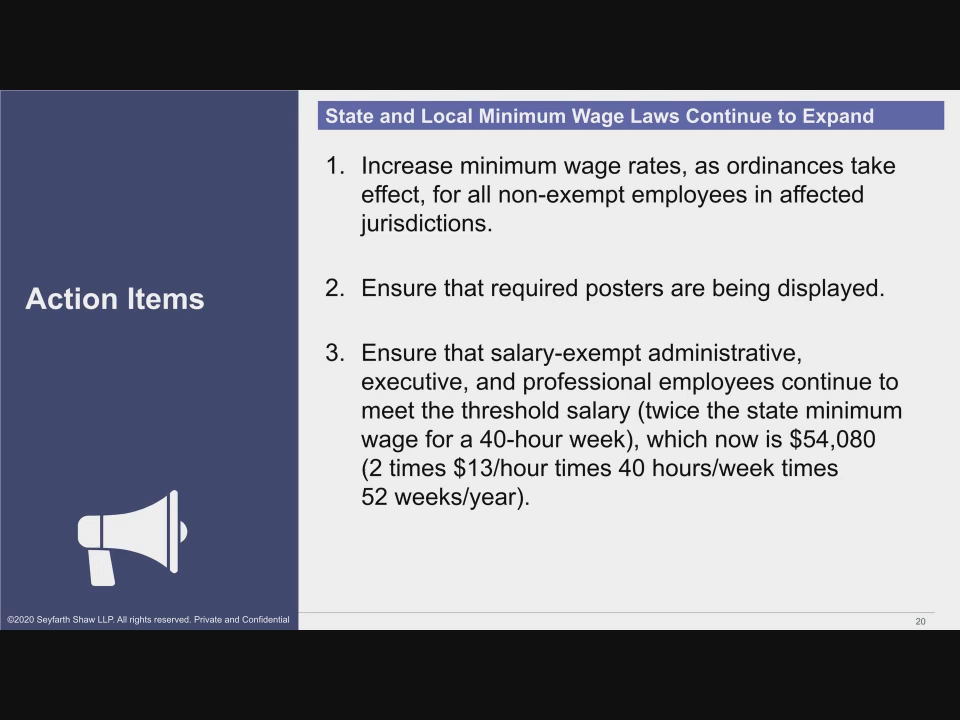 State and Local Minimum Wage Laws Continue to Expand
1. Increase minimum wage rates, as ordinances take
effect, for all non-exempt employees in affected
jurisdictions.
2. Ensure that required posters are being displayed.
Action Items
3. Ensure that salary-exempt administrative,
executive, and professional employees continue to
meet the threshold salary (twice the state minimum
wage for a 40-hour week), which now is $54,080
(2 times $13/hour times 40 hours/week times
52 weeks/year).
©2020 Seyfarth Shaw LLP. All rights reserved. Private and Confidential
20